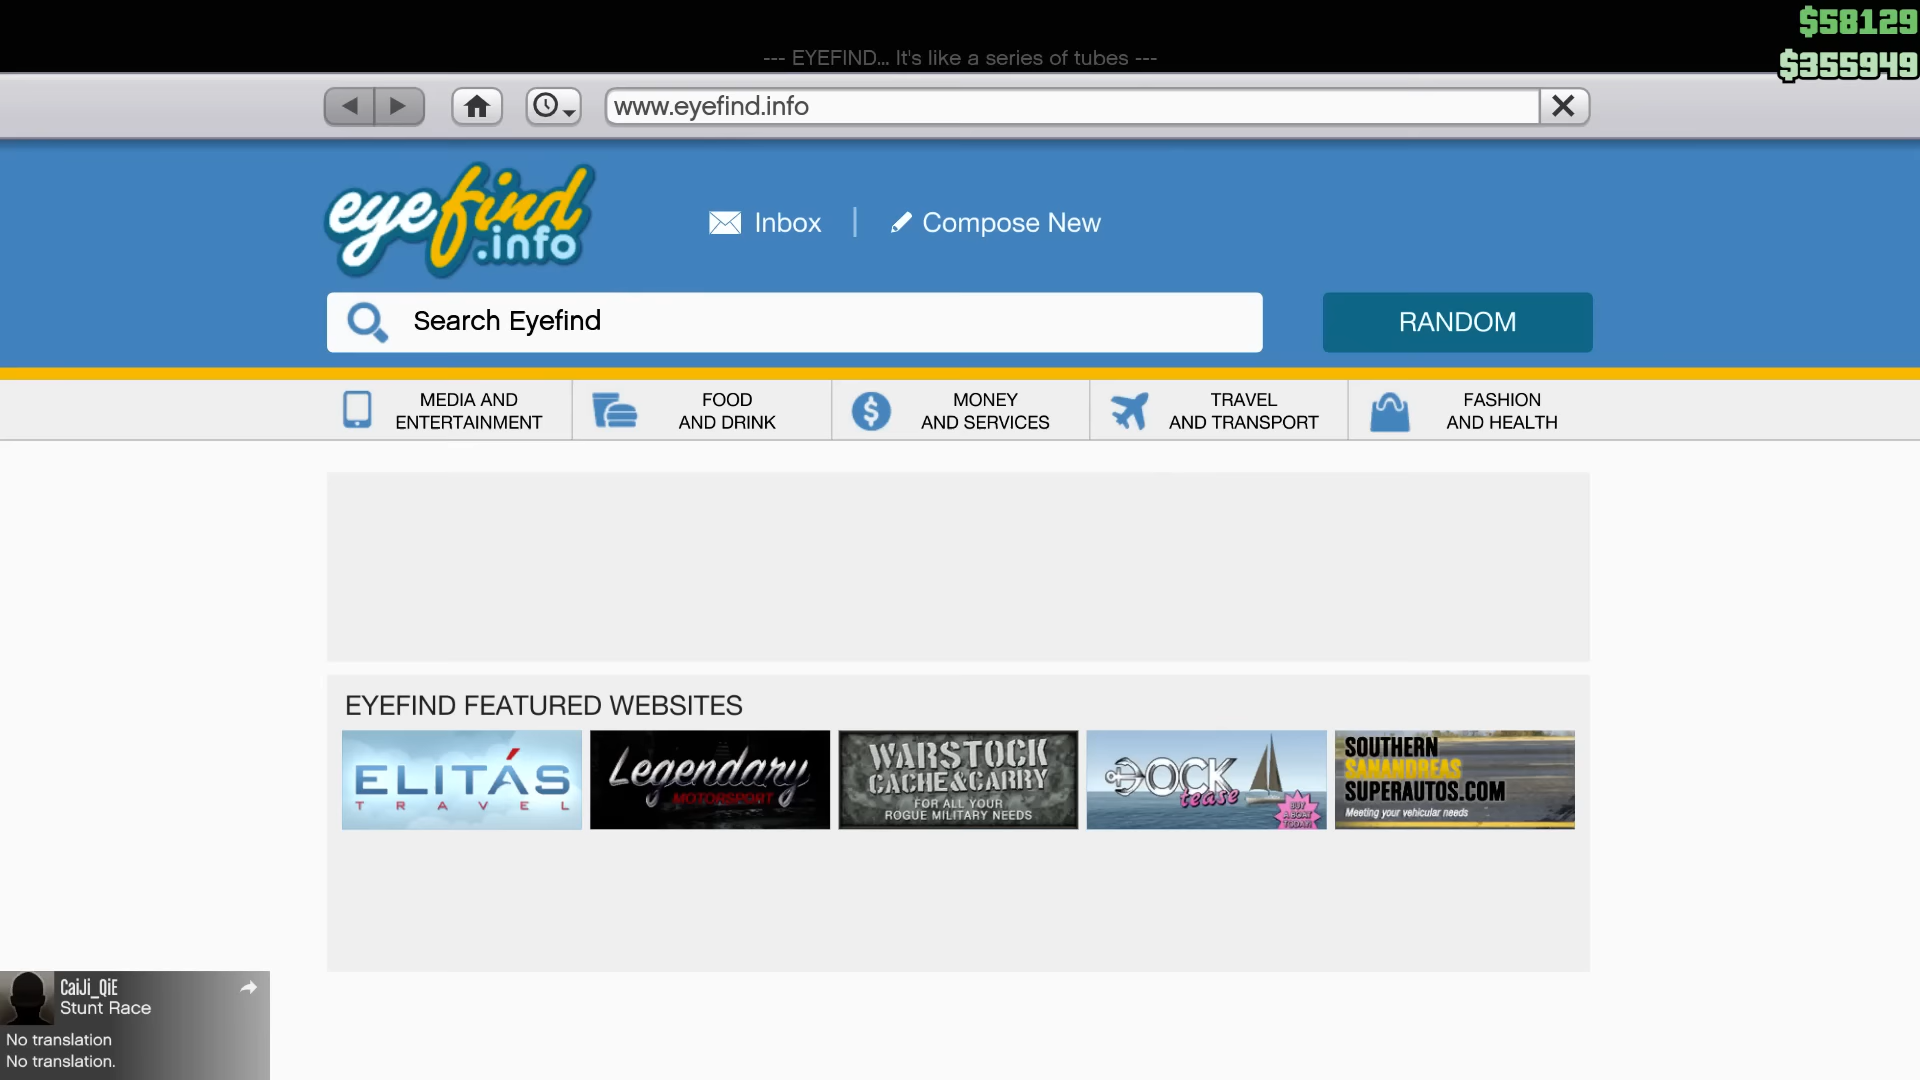 $58129
--- EYEFIND... It's like a series of tubes ---
$355949
www.eyefind.info
eyefind
.info
Inbox
Compose New
Search Eyefind
RANDOM
MEDIA AND
ENTERTAINMENT
FOOD
AND DRINK
MONEY
AND SERVICES
TRAVEL
AND TRANSPORT
FASHION
AND HEALTH
EYEFIND FEATURED WEBSITES
ELITÁS
TRAVEL
Legendary
MOTORSPORT
WARSTOCK
CACHE&CARRY
FOR ALL YOUR
ROGUE MILITARY NEEDS
DOCK
tease
BUY
A BOAT
TODAY!
SOUTHERN
SANANDREAS
SUPERAUTOS.COM
Meeting your vehicular needs
CaiJi_QiE
Stunt Race
No translation
No translation.